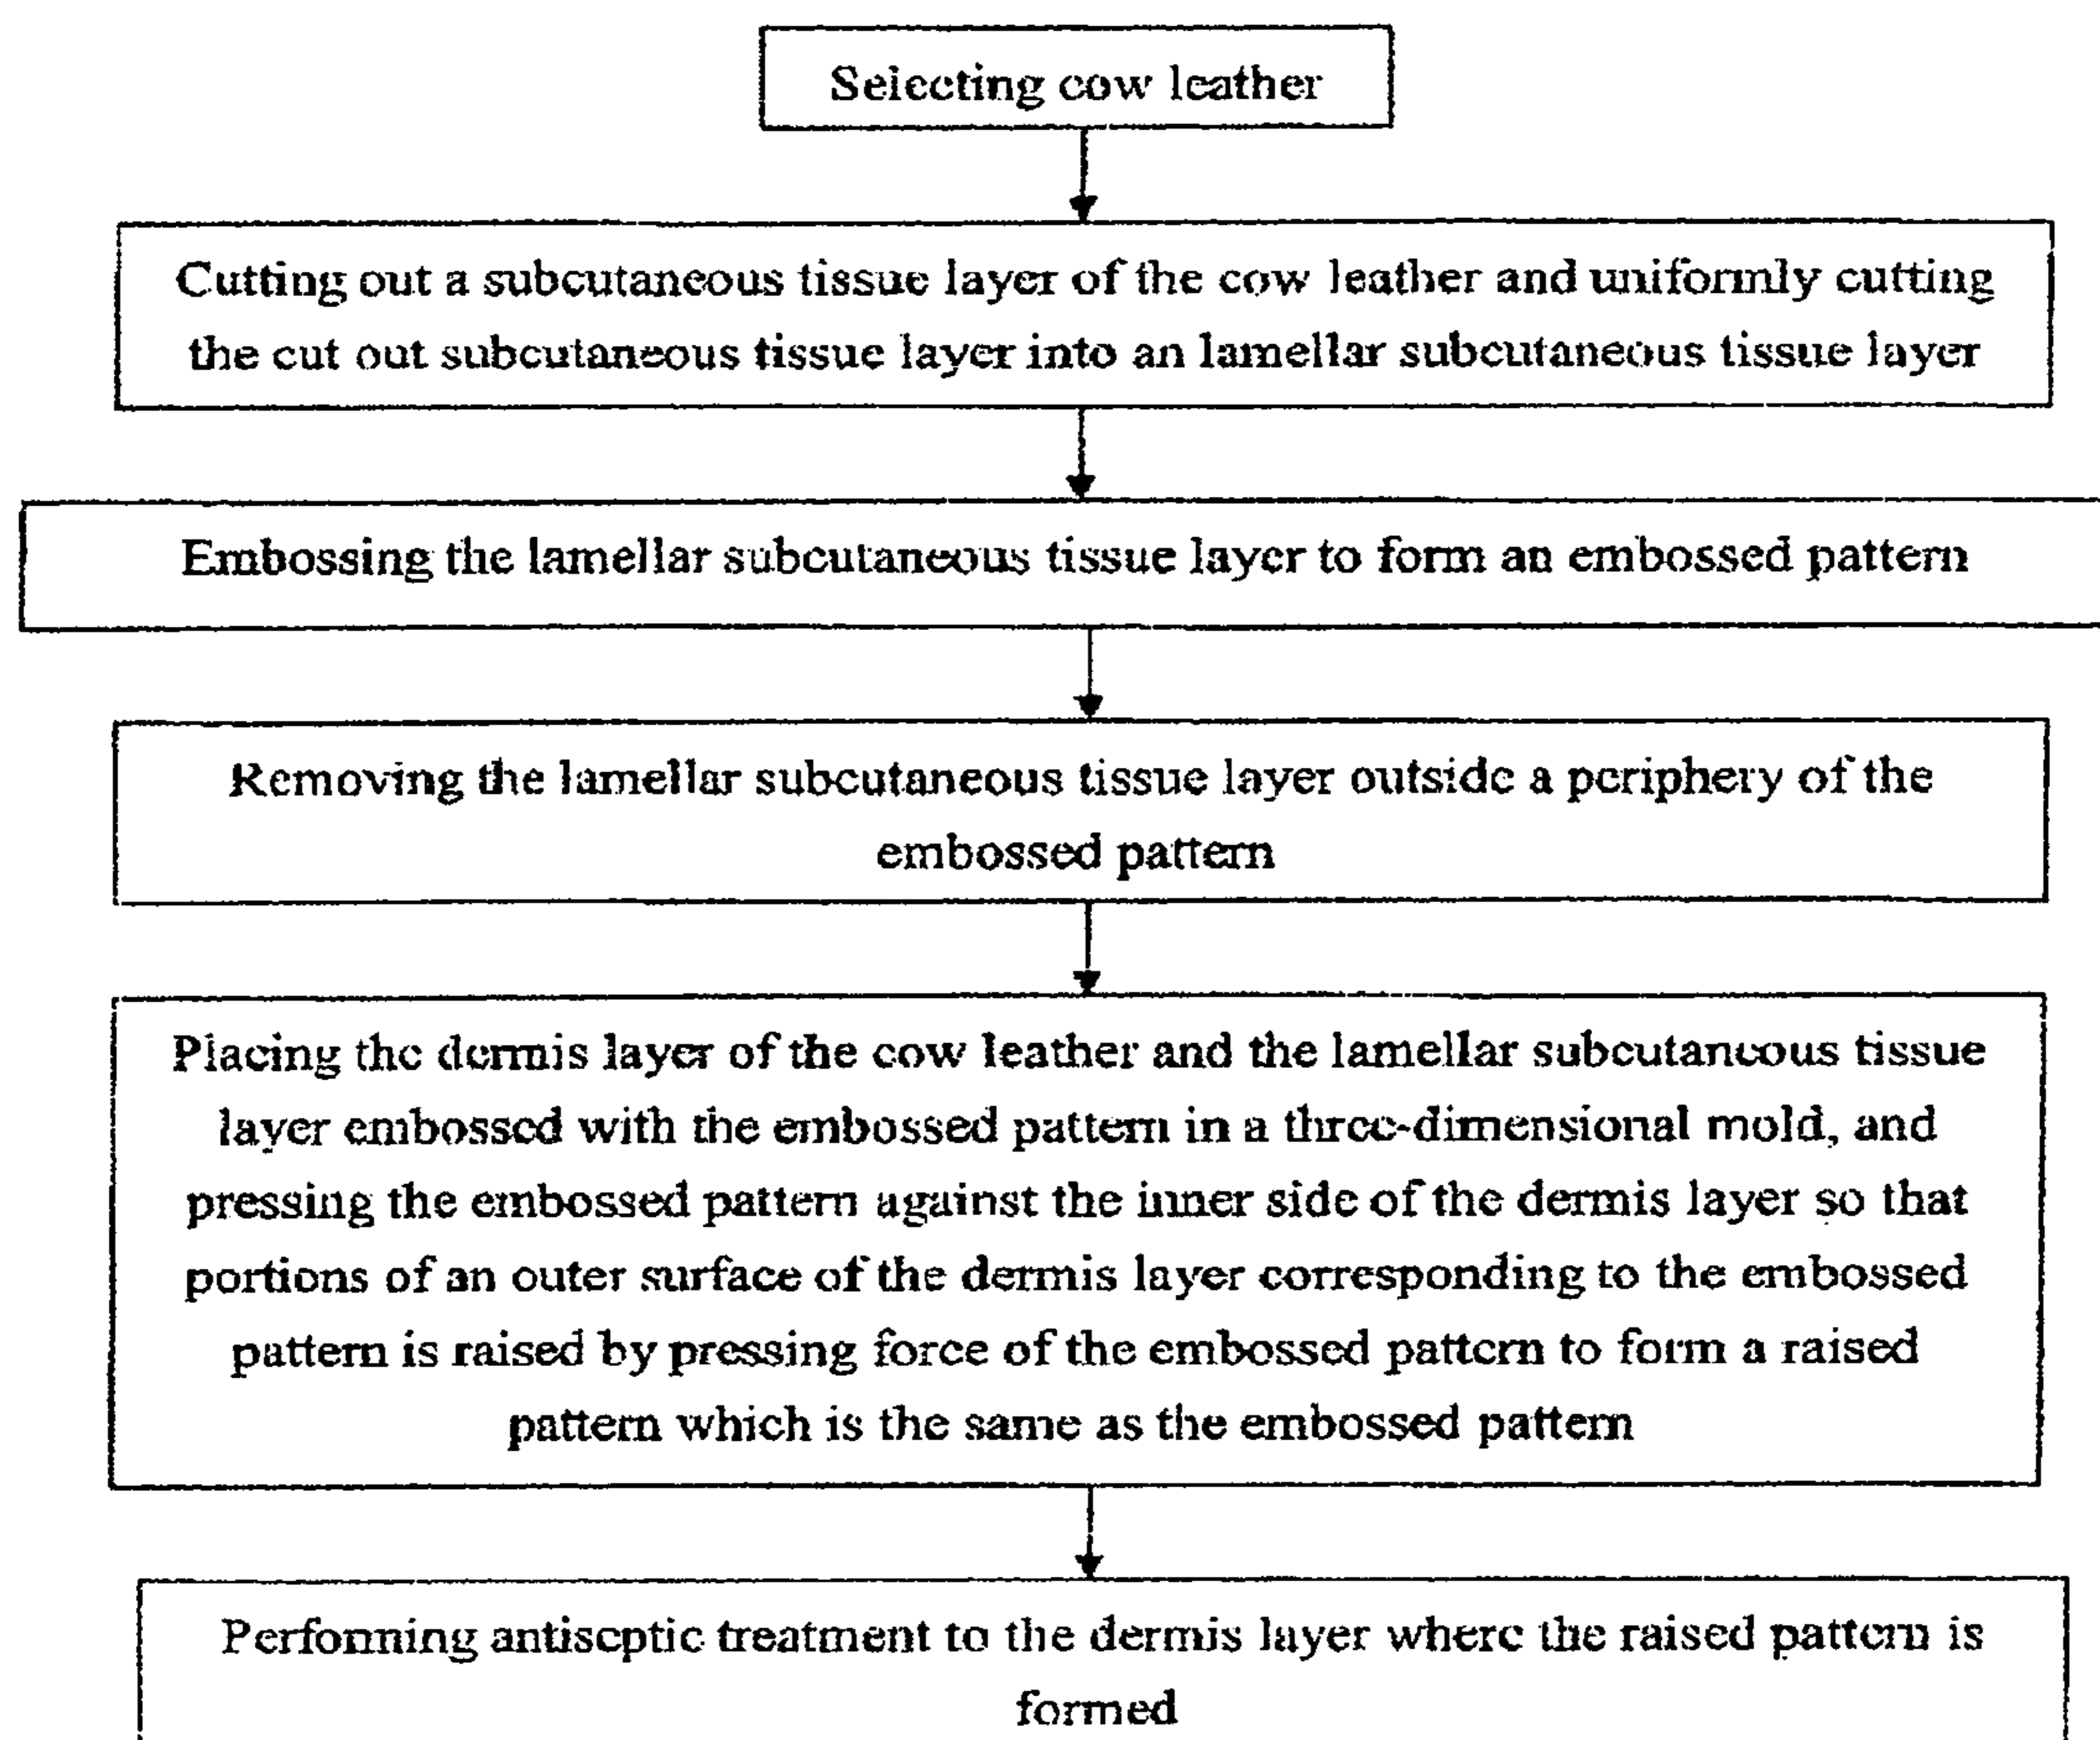 Selecting cow leather
Cutting out a subcutaneous tissue layer of the cow leather and uniformly cutting
the cut out subcutaneous tissue layer into an lamellar subcutaneous tissue layer
Embossing the lamellar subcutaneous tissue layer to form an embossed pattern
Removing the lamellar subcutaneous tissue layer outside a periphery of the
embossed pattern
Placing the dermis layer of the cow leather and the lamellar subcutaneous tissue
layer embossed with the embossed pattern in a three-dimensional mold, and
pressing the embossed pattern against the inner side of the dermis layer so that
portions of an outer surface of the dermis layer corresponding to the embossed
pattern is raised by pressing force of the embossed pattern to form a raised
pattern which is the same as the embossed pattern
Performing antiseptic treatment to the dermis layer where the raised pattern is
formed